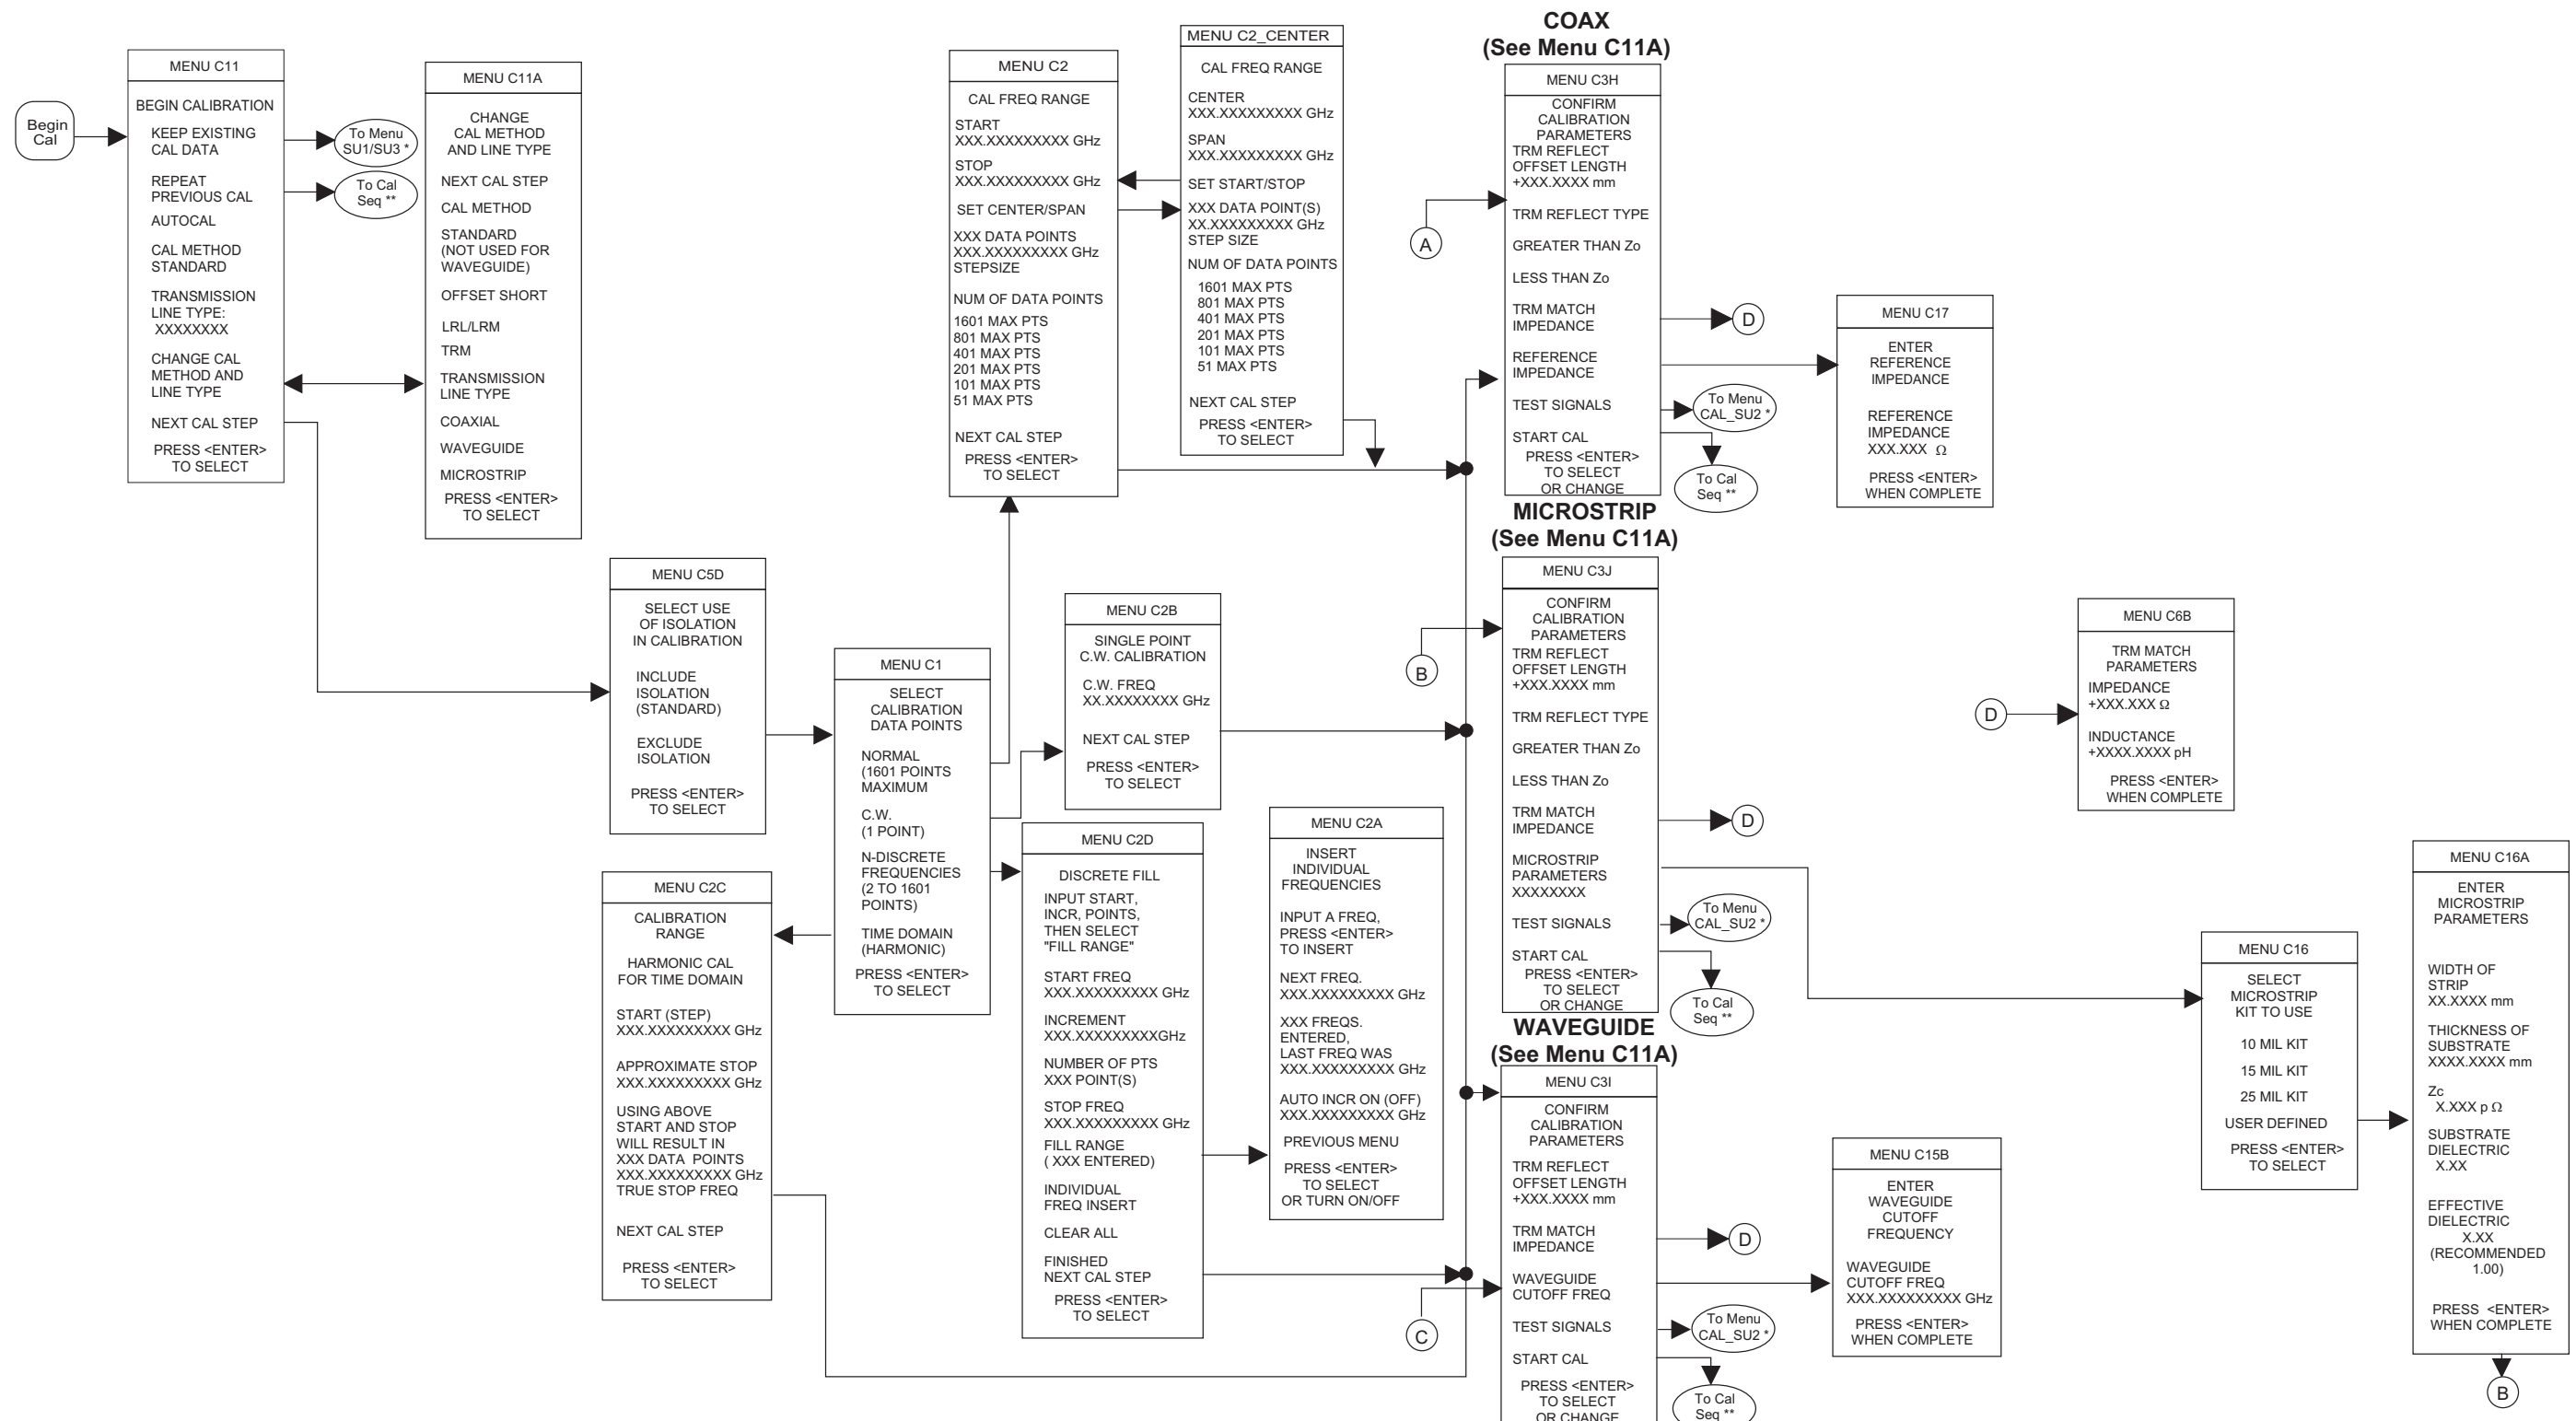 Begin
Cal
MENU C11
BEGIN CALIBRATION
KEEP EXISTING
CAL DATA
REPEAT
PREVIOUS CAL
AUTOCAL
CAL METHOD
STANDARD
TRANSMISSION
LINE TYPE:
XXXXXXXX
CHANGE CAL
METHOD AND
LINE TYPE
NEXT CAL STEP
PRESS <ENTER>
TO SELECT
To Menu
SU1/SU3 *
To Cal
Seq **
MENU C11A
CHANGE
CAL METHOD
AND LINE TYPE
NEXT CAL STEP
CAL METHOD
STANDARD
(NOT USED FOR
WAVEGUIDE)
OFFSET SHORT
LRL/LRM
TRM
TRANSMISSION
LINE TYPE
COAXIAL
WAVEGUIDE
MICROSTRIP
PRESS <ENTER>
TO SELECT
MENU C5D
SELECT USE
OF ISOLATION
IN CALIBRATION
INCLUDE
ISOLATION
(STANDARD)
EXCLUDE
ISOLATION
PRESS <ENTER>
TO SELECT
MENU C2C
CALIBRATION
RANGE
HARMONIC CAL
FOR TIME DOMAIN
START (STEP)
XXX.XXXXXXXXX GHz
APPROXIMATE STOP
XXX.XXXXXXXXX GHz
USING ABOVE
START AND STOP
WILL RESULT IN
XXX DATA POINTS
XXX.XXXXXXXXX GHz
TRUE STOP FREQ
NEXT CAL STEP
PRESS <ENTER>
TO SELECT
MENU C1
SELECT
CALIBRATION
DATA POINTS
NORMAL
(1601 POINTS
MAXIMUM
C.W.
(1 POINT)
N-DISCRETE
FREQUENCIES
(2 TO 1601
POINTS)
TIME DOMAIN
(HARMONIC)
PRESS <ENTER>
TO SELECT
MENU C2
CAL FREQ RANGE
START
XXX.XXXXXXXXX GHz
STOP
XXX.XXXXXXXXX GHz
SET CENTER/SPAN
XXX DATA POINTS
XXX.XXXXXXXXX GHz
STEPSIZE
NUM OF DATA POINTS
1601 MAX PTS
801 MAX PTS
401 MAX PTS
201 MAX PTS
101 MAX PTS
51 MAX PTS
NEXT CAL STEP
PRESS <ENTER>
TO SELECT
MENU C2_CENTER
CAL FREQ RANGE
CENTER
XXX.XXXXXXXXX GHz
SPAN
XXX.XXXXXXXXX GHz
SET START/STOP
XXX DATA POINT(S)
XX.XXXXXXXXX GHz
STEP SIZE
NUM OF DATA POINTS
1601 MAX PTS
801 MAX PTS
401 MAX PTS
201 MAX PTS
101 MAX PTS
51 MAX PTS
NEXT CAL STEP
PRESS <ENTER>
TO SELECT
MENU C2B
SINGLE POINT
C.W. CALIBRATION
C.W. FREQ
XX.XXXXXXXX GHz
NEXT CAL STEP
PRESS <ENTER>
TO SELECT
MENU C2D
DISCRETE FILL
INPUT START,
INCR, POINTS,
THEN SELECT
"FILL RANGE"
START FREQ
XXX.XXXXXXXXX GHz
INCREMENT
XXX.XXXXXXXXXGHz
NUMBER OF PTS
XXX POINT(S)
STOP FREQ
XXX.XXXXXXXXX GHz
FILL RANGE
( XXX ENTERED)
INDIVIDUAL
FREQ INSERT
CLEAR ALL
FINISHED
NEXT CAL STEP
PRESS <ENTER>
TO SELECT
MENU C2A
INSERT
INDIVIDUAL
FREQUENCIES
INPUT A FREQ,
PRESS <ENTER>
TO INSERT
NEXT FREQ.
XXX.XXXXXXXXX GHz
XXX FREQS.
ENTERED,
LAST FREQ WAS
XXX.XXXXXXXXX GHz
AUTO INCR ON (OFF)
XXX.XXXXXXXXX GHz
PREVIOUS MENU
PRESS <ENTER>
TO SELECT
OR TURN ON/OFF
COAX
(See Menu C11A)
A
MENU C3H
CONFIRM
CALIBRATION
PARAMETERS
TRM REFLECT
OFFSET LENGTH
+XXX.XXXX mm
TRM REFLECT TYPE
GREATER THAN Zo
LESS THAN Zo
TRM MATCH
IMPEDANCE
REFERENCE
IMPEDANCE
TEST SIGNALS
START CAL
PRESS <ENTER>
TO SELECT
OR CHANGE
D
To Menu
CAL_SU2 *
To Cal
Seq **
MENU C17
ENTER
REFERENCE
IMPEDANCE
REFERENCE
IMPEDANCE
XXX.XXX Ω
PRESS <ENTER>
WHEN COMPLETE
MICROSTRIP
(See Menu C11A)
B
MENU C3J
CONFIRM
CALIBRATION
PARAMETERS
TRM REFLECT
OFFSET LENGTH
+XXX.XXXX mm
TRM REFLECT TYPE
GREATER THAN Zo
LESS THAN Zo
TRM MATCH
IMPEDANCE
MICROSTRIP
PARAMETERS
XXXXXXXX
TEST SIGNALS
START CAL
PRESS <ENTER>
TO SELECT
OR CHANGE
D
To Menu
CAL_SU2 *
To Cal
Seq **
WAVEGUIDE
(See Menu C11A)
C
MENU C3I
CONFIRM
CALIBRATION
PARAMETERS
TRM REFLECT
OFFSET LENGTH
+XXX.XXXX mm
TRM MATCH
IMPEDANCE
WAVEGUIDE
CUTOFF FREQ
TEST SIGNALS
START CAL
PRESS <ENTER>
TO SELECT
OR CHANGE
D
To Menu
CAL_SU2 *
To Cal
Seq **
MENU C15B
ENTER
WAVEGUIDE
CUTOFF
FREQUENCY
WAVEGUIDE
CUTOFF FREQ
XXX.XXXXXXXXX GHz
PRESS <ENTER>
WHEN COMPLETE
D
MENU C6B
TRM MATCH
PARAMETERS
IMPEDANCE
+XXX.XXX Ω
INDUCTANCE
+XXXX.XXXX pH
PRESS <ENTER>
WHEN COMPLETE
MENU C16
SELECT
MICROSTRIP
KIT TO USE
10 MIL KIT
15 MIL KIT
25 MIL KIT
USER DEFINED
PRESS <ENTER>
TO SELECT
MENU C16A
ENTER
MICROSTRIP
PARAMETERS
WIDTH OF
STRIP
XX.XXXX mm
THICKNESS OF
SUBSTRATE
XXXX.XXXX mm
Zc
X.XXX p Ω
SUBSTRATE
DIELECTRIC
X.XX
EFFECTIVE
DIELECTRIC
X.XX
(RECOMMENDED
1.00)
PRESS <ENTER>
WHEN COMPLETE
B